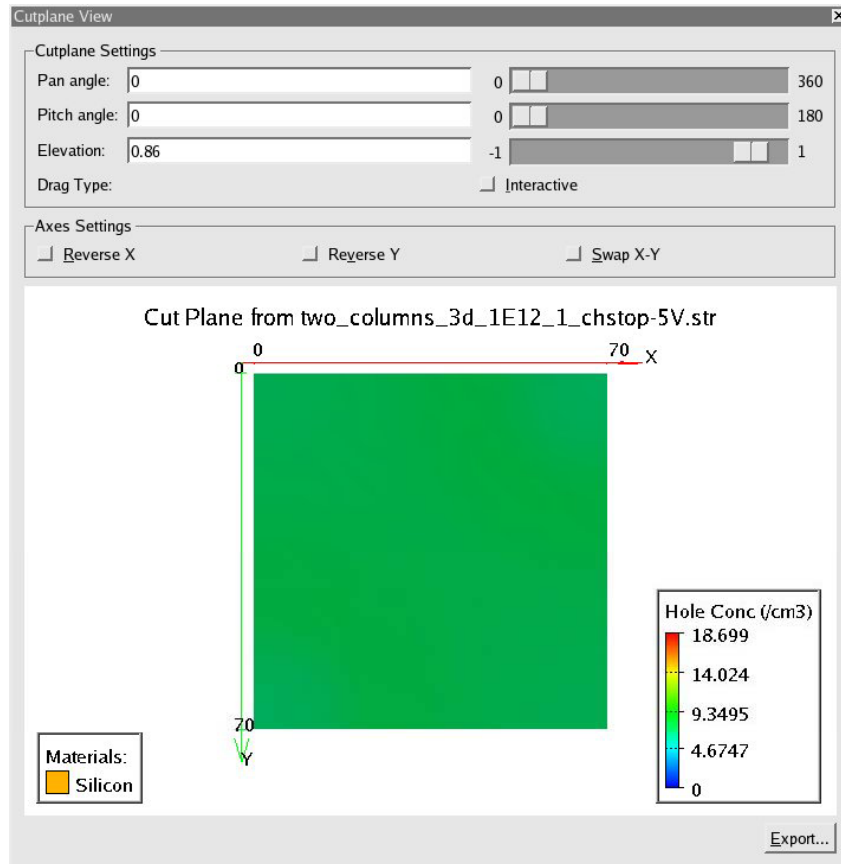 Cutplane View
Cutplane Settings
Pan angle: 0 0 360
Pitch angle: 0 0 180
Elevation: 0.86 -1 1
Drag Type: Interactive
Axes Settings
Reverse X Reverse Y Swap X-Y
Cut Plane from two_columns_3d_1E12_1_chstop-5V.str
0 70 X
0
70
Y
Hole Conc (/cm3)
18.699
14.024
9.3495
4.6747
0
Materials:
Silicon
Export...